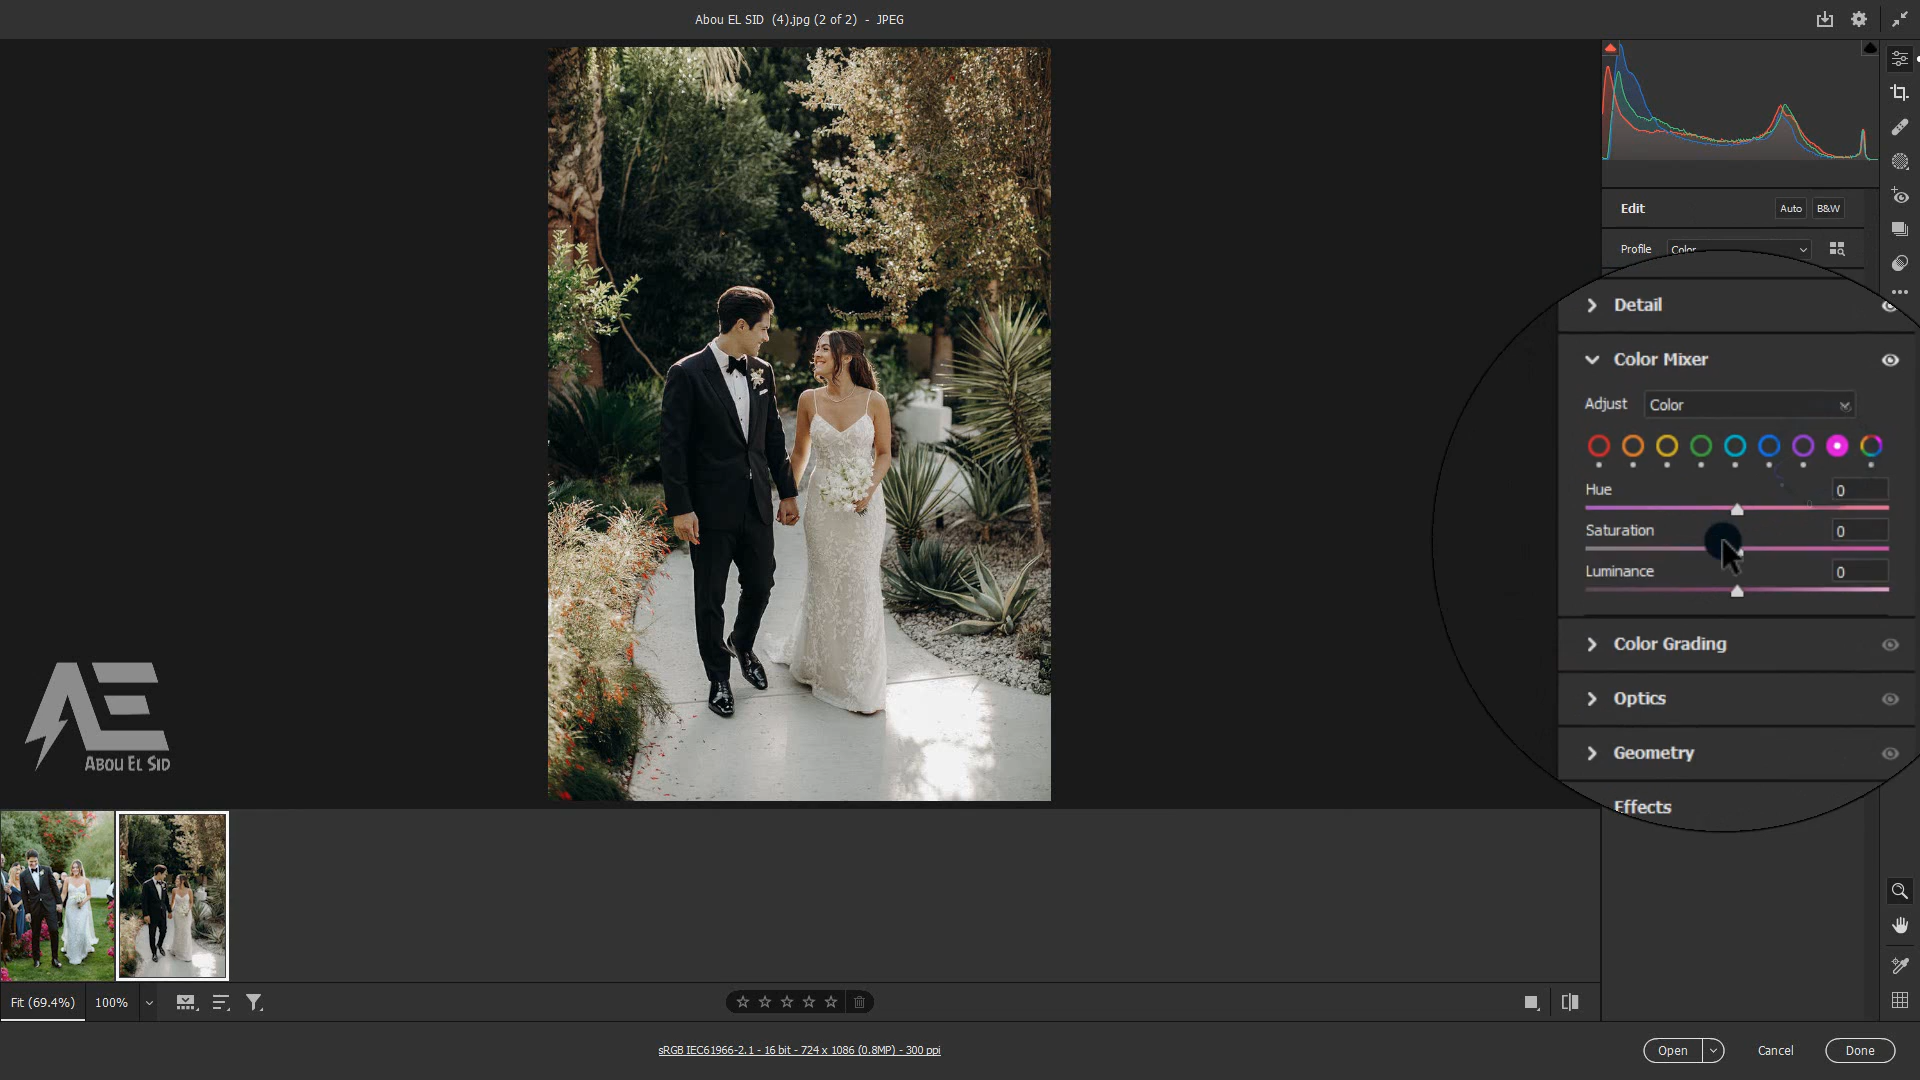 Abou EL SID  (4).jpg (2 of 2)  -  JPEG
Edit
Auto
B&W
Profile
Color
Detail
Color Mixer
Adjust
Color
Hue
0
Saturation
0
Luminance
0
Color Grading
Optics
Geometry
Effects
AE
Abou El Sid
Fit (69.4%)
100%
sRGB IEC61966-2.1 - 16 bit - 724 x 1086 (0.8MP) - 300 ppi
Open
Cancel
Done